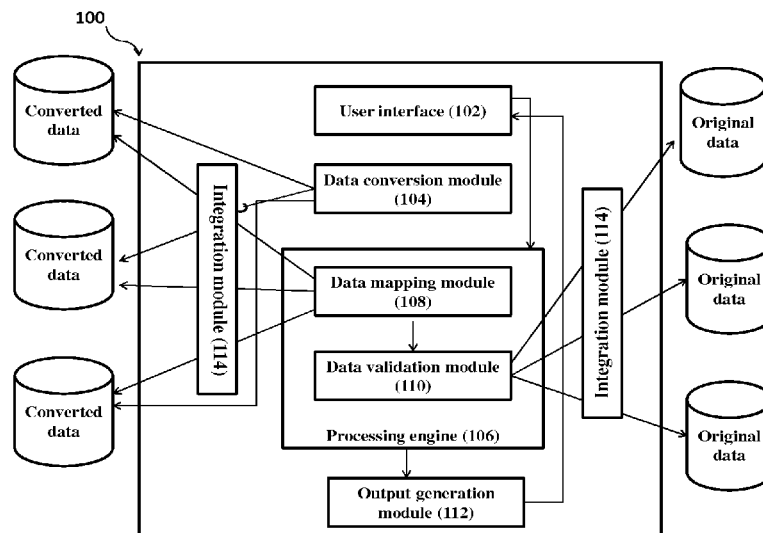 100
Converted
data
Converted
data
Converted
data
User interface (102)
Data conversion module
(104)
Integration module (114)
Data mapping module
(108)
Data validation module
(110)
Processing engine (106)
Output generation
module (112)
Integration module (114)
Original
data
Original
data
Original
data